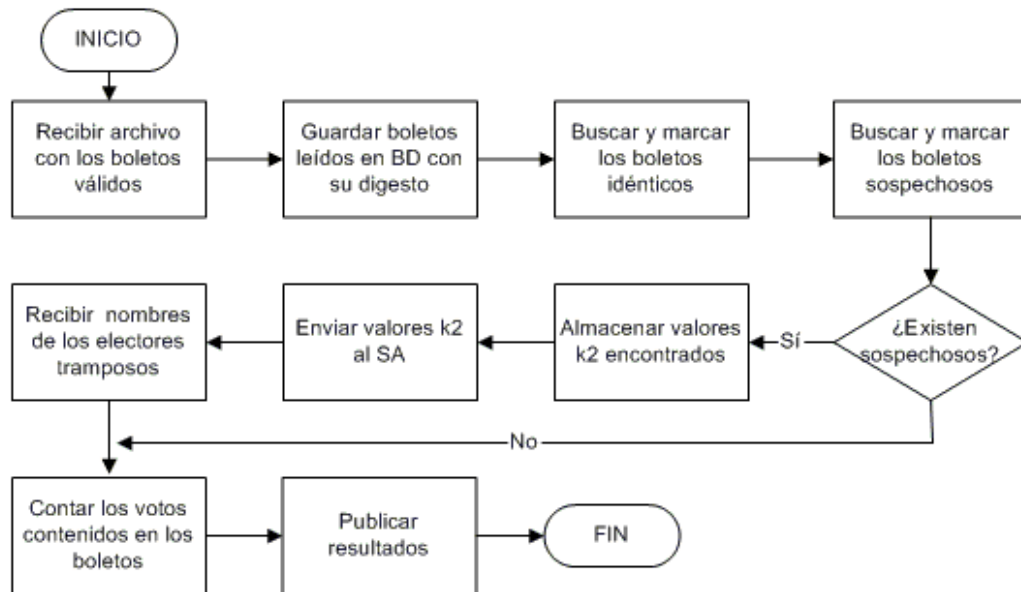 INICIO
Recibir archivo
con los boletos
válidos
Guardar boletos
leídos en BD con
su digesto
Buscar y marcar
los boletos
idénticos
Buscar y marcar
los boletos
sospechosos
¿Existen
sospechosos?
Sí
Almacenar valores
k2 encontrados
Enviar valores k2
al SA
Recibir nombres
de los electores
tramposos
No
Contar los votos
contenidos en los
boletos
Publicar
resultados
FIN